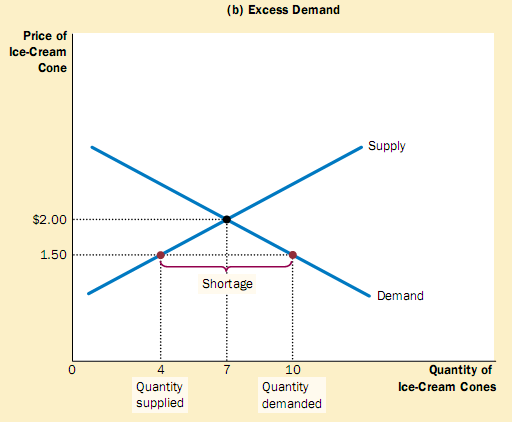 (b) Excess Demand
Price of
Ice-Cream
Cone
Supply
$2.00
1.50
Shortage
Demand
0
4
7
10
Quantity of
Ice-Cream Cones
Quantity
supplied
Quantity
demanded